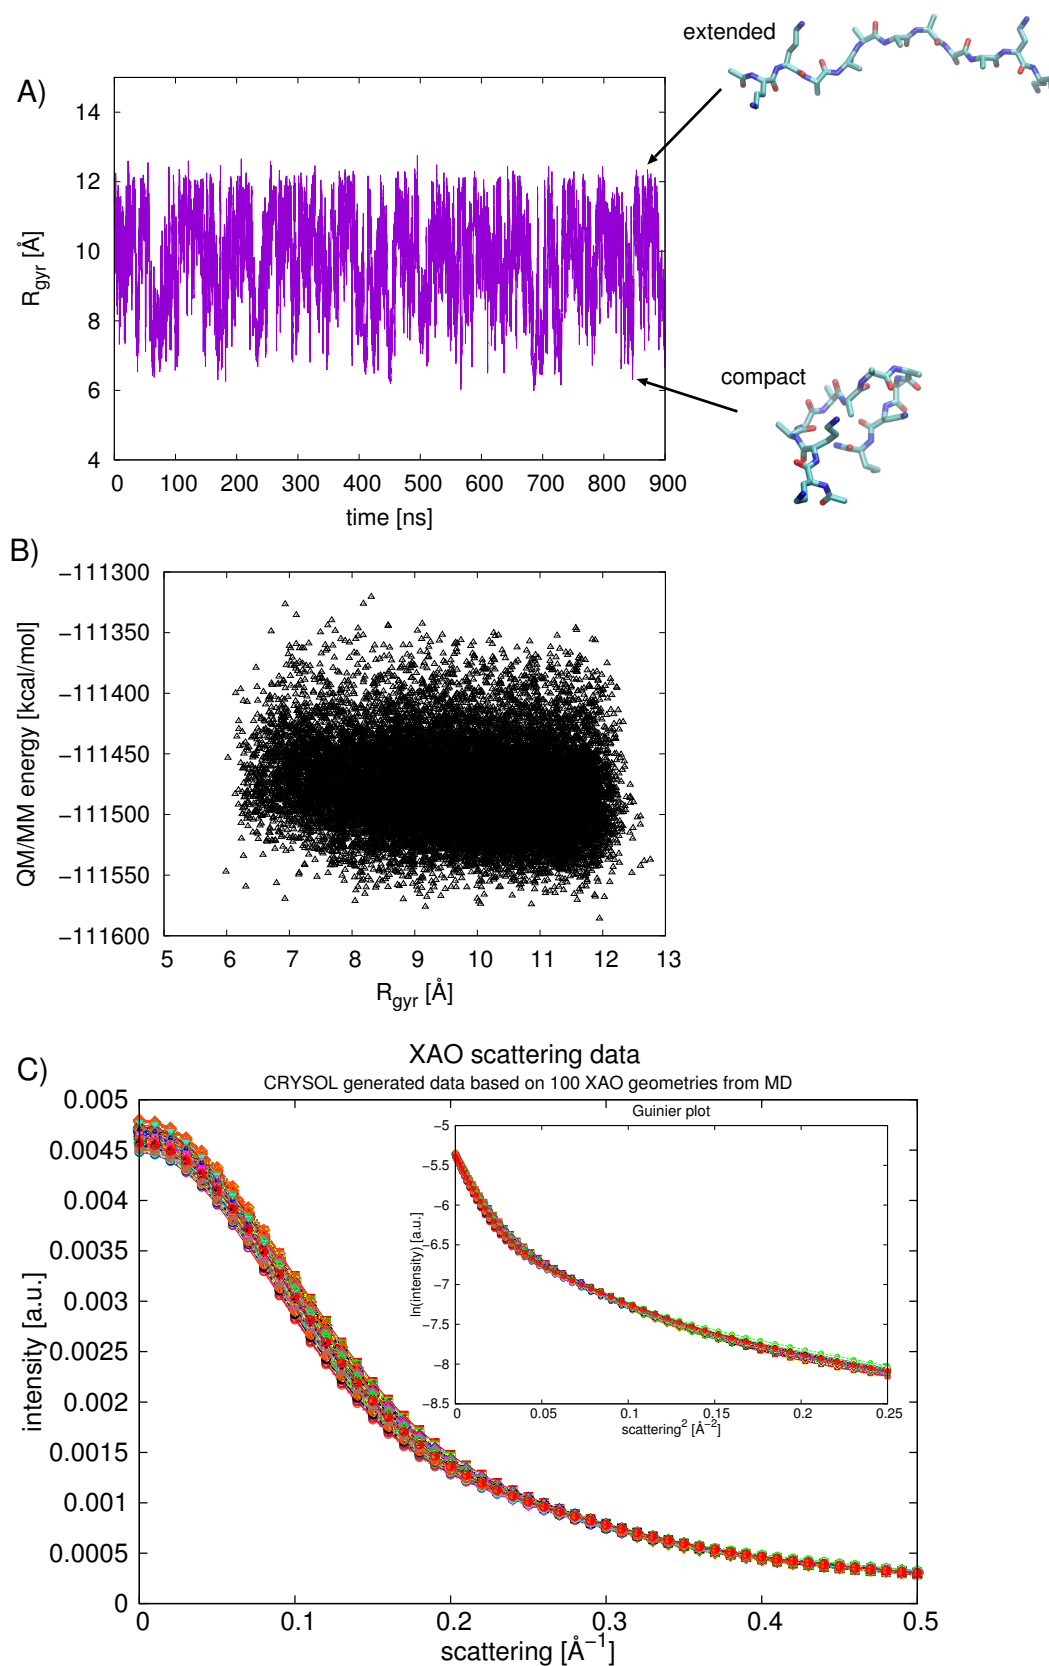 extended
A)
14
12
10
8
6
4
R_gyr [Å]
0 100 200 300 400 500 600 700 800 900
time [ns]
compact
B)
−111300
−111350
−111400
−111450
−111500
−111550
−111600
QM/MM energy [kcal/mol]
5 6 7 8 9 10 11 12 13
R_gyr [Å]
C)
XAO scattering data
CRYSOL generated data based on 100 XAO geometries from MD
0.005
0.0045
0.004
0.0035
0.003
0.0025
0.002
0.0015
0.001
0.0005
0
intensity [a.u.]
0 0.1 0.2 0.3 0.4 0.5
scattering [Å⁻¹]
Guinier plot
−5
−5.5
−6
−6.5
−7
−7.5
−8
−8.5
ln(intensity) [a.u.]
0 0.05 0.1 0.15 0.2 0.25
scattering² [Å⁻²]